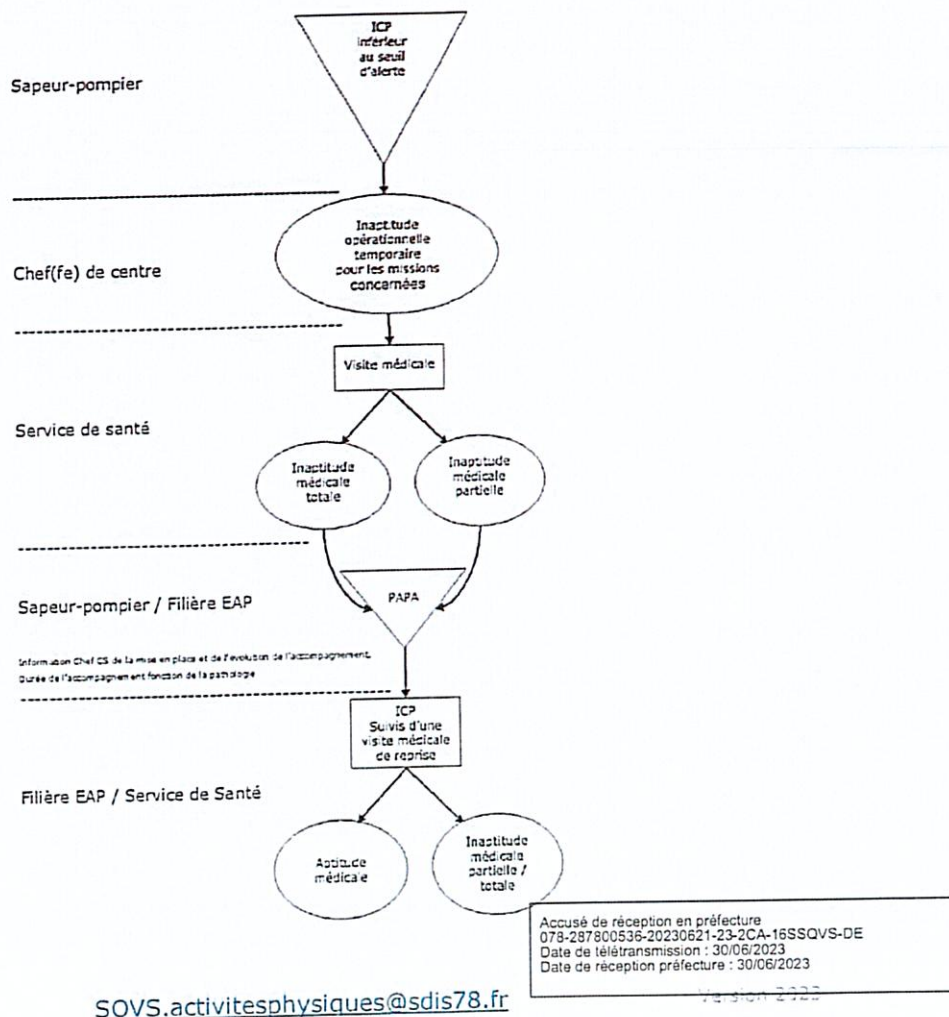 ICP
inférieur
au seuil
d'alerte
Sapeur-pompier
Inaptitude
opérationnelle
temporaire
pour les missions
concernées
Chef(fe) de centre
Visite médicale
Service de santé
Inaptitude
médicale
totale
Inaptitude
médicale
partielle
PAPA
Sapeur-pompier / Filière EAP
Information Chef CS de la mise en place et de l'évolution de l'accompagnement.
Durée de l'accompagnement fonction de la pathologie
ICP
Suivis d'une
visite médicale
de reprise
Filière EAP / Service de Santé
Aptitude
médicale
Inaptitude
médicale
partielle /
totale
Accusé de réception en préfecture
078-287800536-20230621-23-2CA-16SSQVS-DE
Date de télétransmission : 30/06/2023
Date de réception préfecture : 30/06/2023
SQVS.activitesphysiques@sdis78.fr
Version